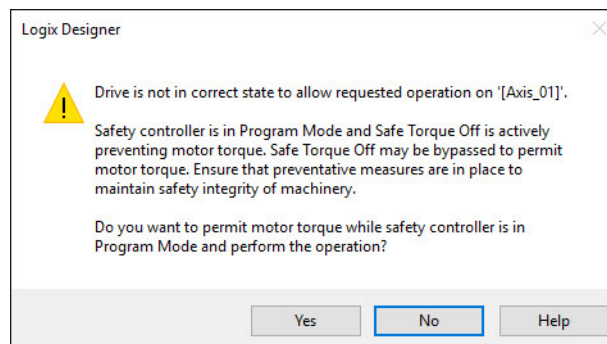 Logix Designer
Drive is not in correct state to allow requested operation on '[Axis_01]'.
Safety controller is in Program Mode and Safe Torque Off is actively
preventing motor torque. Safe Torque Off may be bypassed to permit
motor torque. Ensure that preventative measures are in place to
maintain safety integrity of machinery.
Do you want to permit motor torque while safety controller is in
Program Mode and perform the operation?
Yes No Help